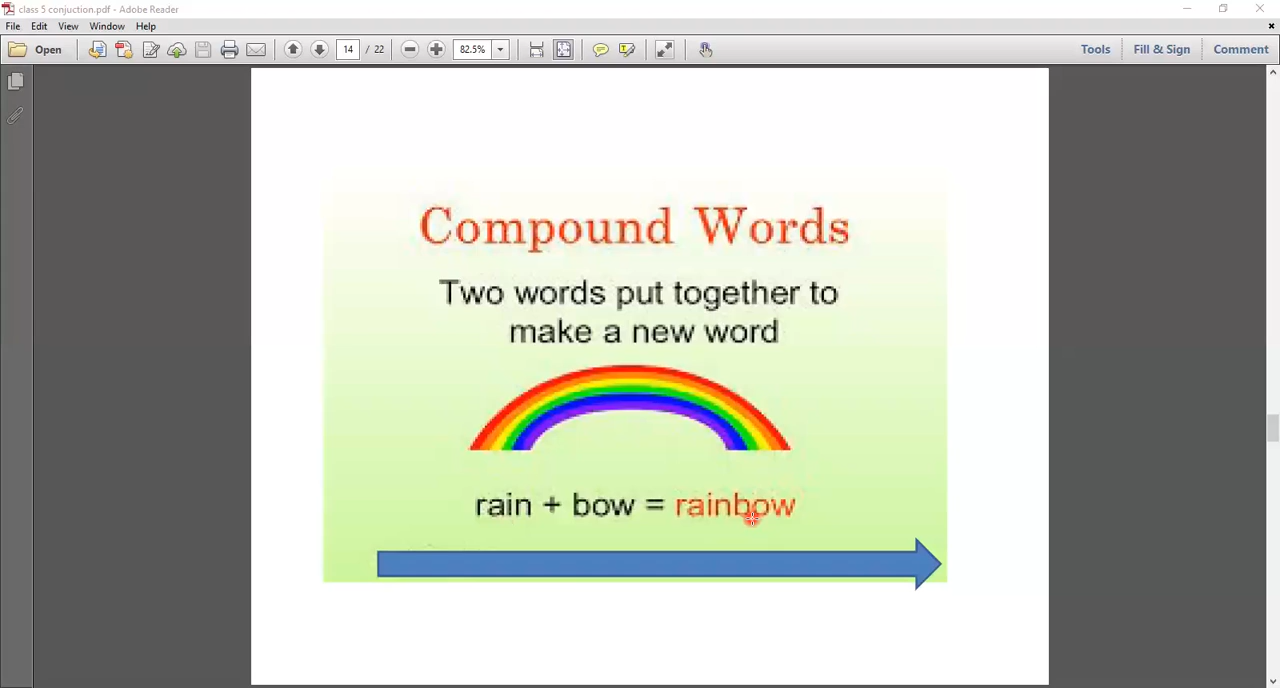 class 5 conjuction.pdf - Adobe Reader
File Edit View Window Help
Open 14 / 22 82.5% Tools Fill & Sign Comment
Compound Words
Two words put together to
make a new word
rain + bow = rainbow